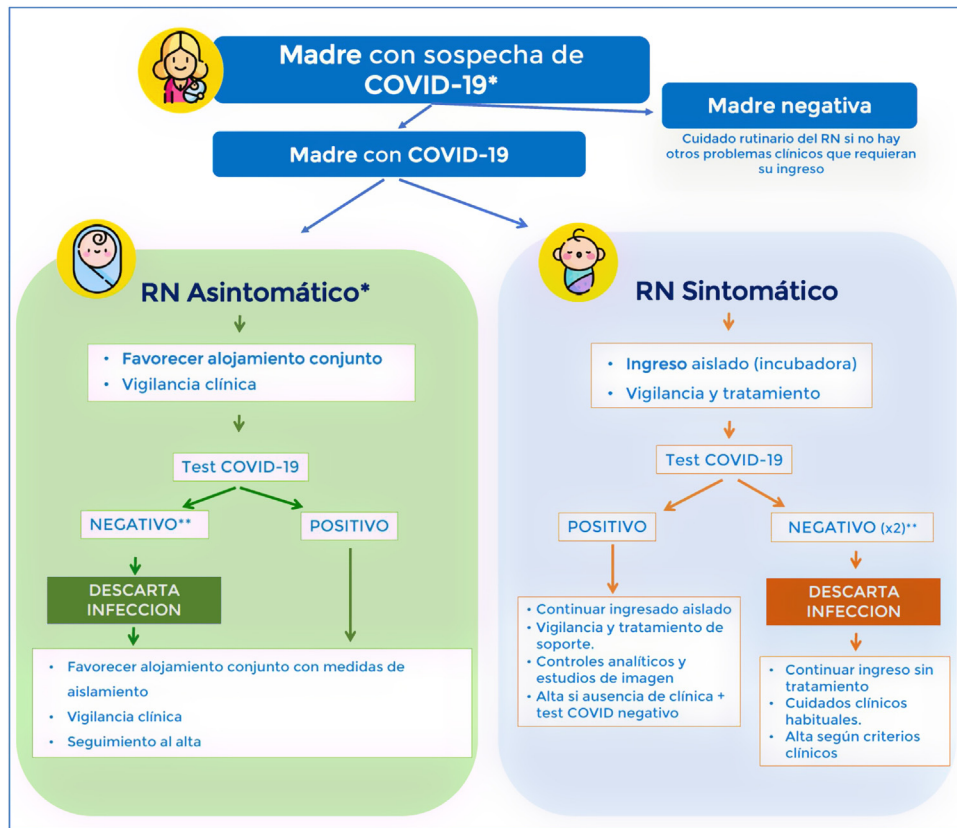 Madre con sospecha de
COVID-19*
Madre negativa
Cuidado rutinario del RN si no hay
otros problemas clínicos que requieran
su ingreso
Madre con COVID-19
RN Asintomático*
• Favorecer alojamiento conjunto
• Vigilancia clínica
Test COVID-19
NEGATIVO**
POSITIVO
DESCARTA
INFECCION
• Favorecer alojamiento conjunto con medidas de
aislamiento
• Vigilancia clínica
• Seguimiento al alta
RN Sintomático
• Ingreso aislado (incubadora)
• Vigilancia y tratamiento
Test COVID-19
POSITIVO
NEGATIVO (x2)**
• Continuar ingresado aislado
• Vigilancia y tratamiento de
soporte.
• Controles analíticos y
estudios de imagen
• Alta si ausencia de clínica +
test COVID negativo
DESCARTA
INFECCION
• Continuar ingreso sin
tratamiento
• Cuidados clínicos
habituales.
• Alta según criterios
clínicos